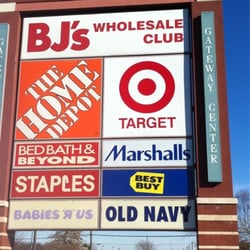 BJ's WHOLESALE
CLUB
THE
HOME
DEPOT
TARGET
BED BATH &
BEYOND
Marshalls
STAPLES
BEST
BUY
BABIES "R" US
OLD NAVY
GATEWAY CENTER